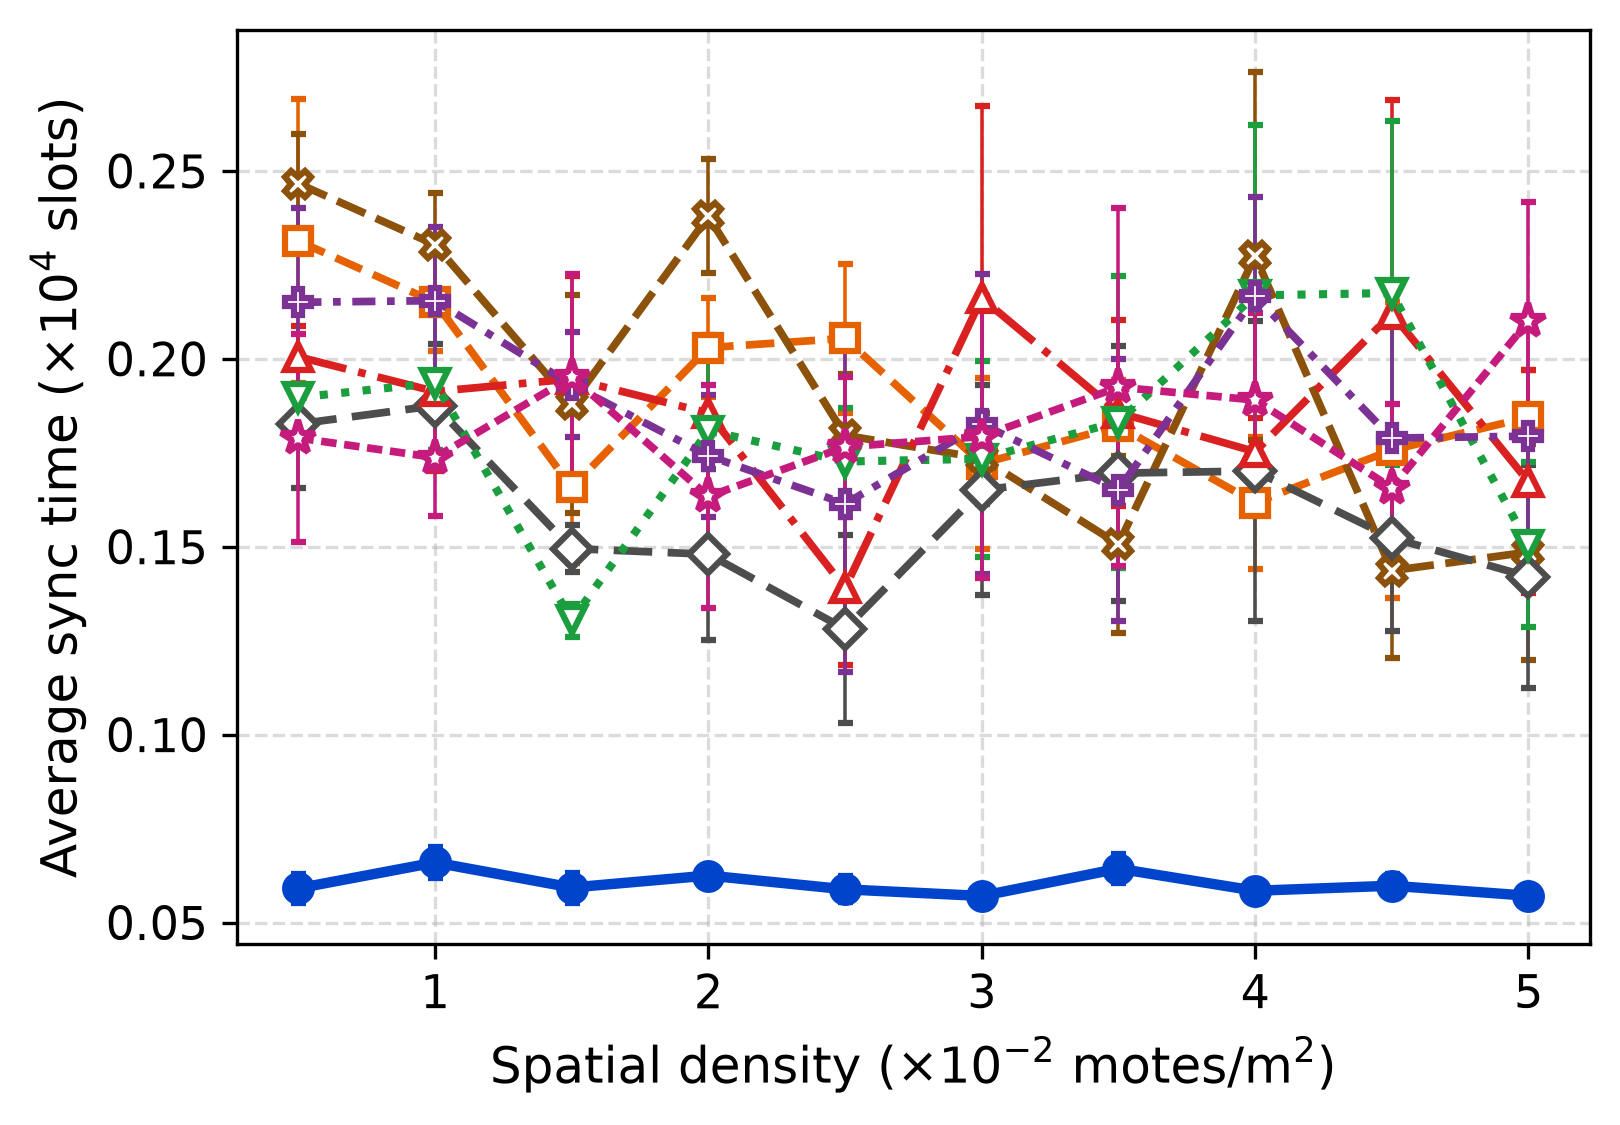 Average sync time (×10⁴ slots)
0.25
0.20
0.15
0.10
0.05
1 2 3 4 5
Spatial density (×10⁻² motes/m²)